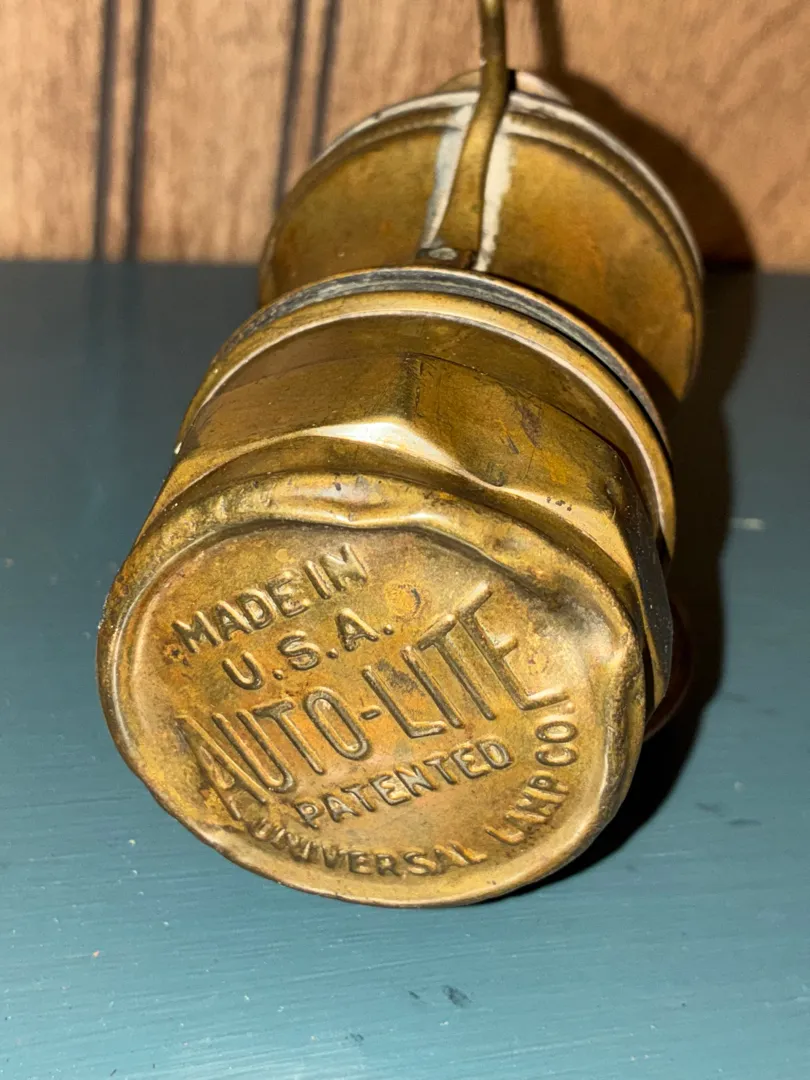 MADE IN
U.S.A.
AUTO-LITE
PATENTED
UNIVERSAL LAMP CO.